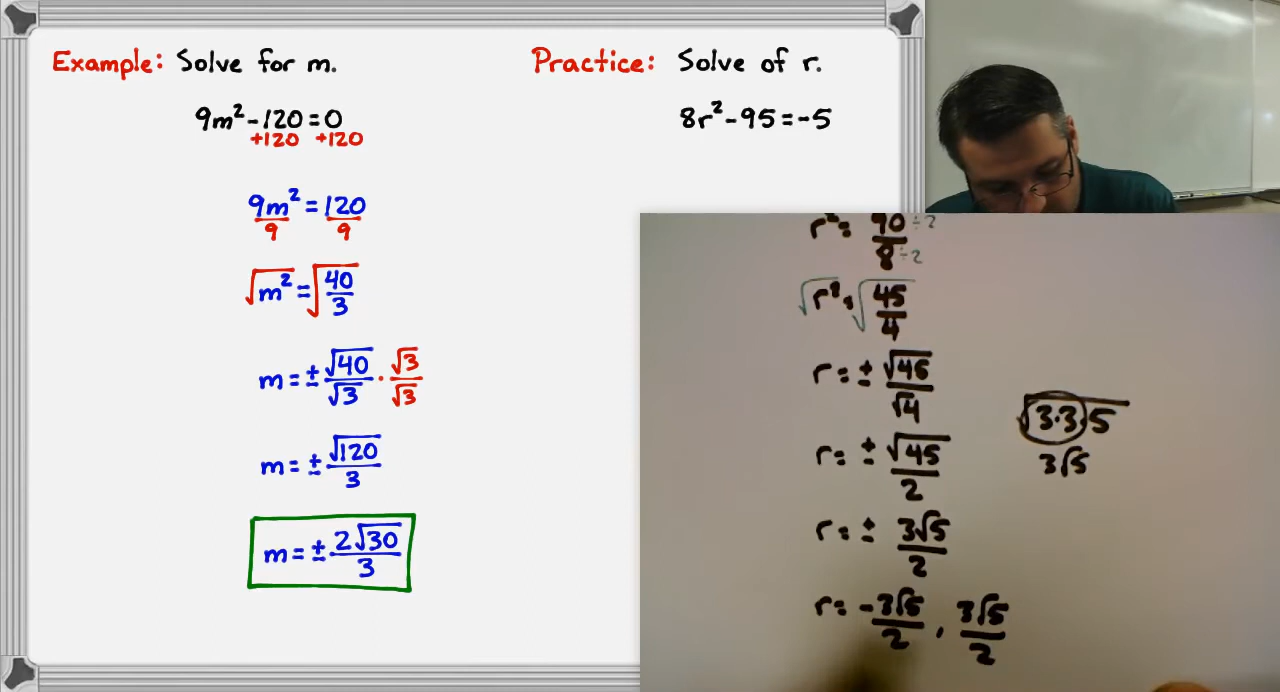 Example: Solve for m.
9m² - 120 = 0
+120 +120
9m² = 120
9 9
√m² = √40/3
m = ± √40/√3 · √3/√3
m = ± √120/3
m = ± 2√30/3
Practice: Solve of r.
8r² - 95 = -5
r² = 90/8 ÷2 ÷2
√r² = √45/4
r = ± √45/√4
r = ± √45/2
r = ± 3√5/2
r = -3√5/2 , 3√5/2
√3·3·5
3√5